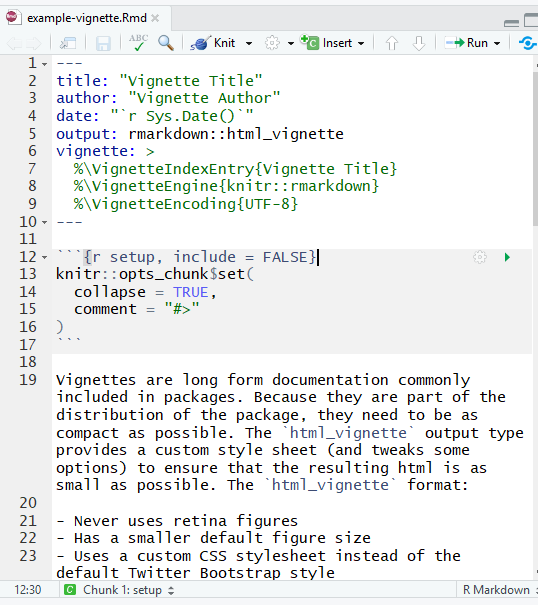 example-vignette.Rmd
ABC Knit Insert Run
1 ---
2 title: "Vignette Title"
3 author: "Vignette Author"
4 date: "`r Sys.Date()`"
5 output: rmarkdown::html_vignette
6 vignette: >
7   %\VignetteIndexEntry{Vignette Title}
8   %\VignetteEngine{knitr::rmarkdown}
9   %\VignetteEncoding{UTF-8}
10 ---
11
12 ```{r setup, include = FALSE}
13 knitr::opts_chunk$set(
14   collapse = TRUE,
15   comment = "#>"
16 )
17 ```
18
19 Vignettes are long form documentation commonly
included in packages. Because they are part of the
distribution of the package, they need to be as
compact as possible. The `html_vignette` output type
provides a custom style sheet (and tweaks some
options) to ensure that the resulting html is as
small as possible. The `html_vignette` format:
20
21 - Never uses retina figures
22 - Has a smaller default figure size
23 - Uses a custom CSS stylesheet instead of the
default Twitter Bootstrap style
12:30 C Chunk 1: setup R Markdown